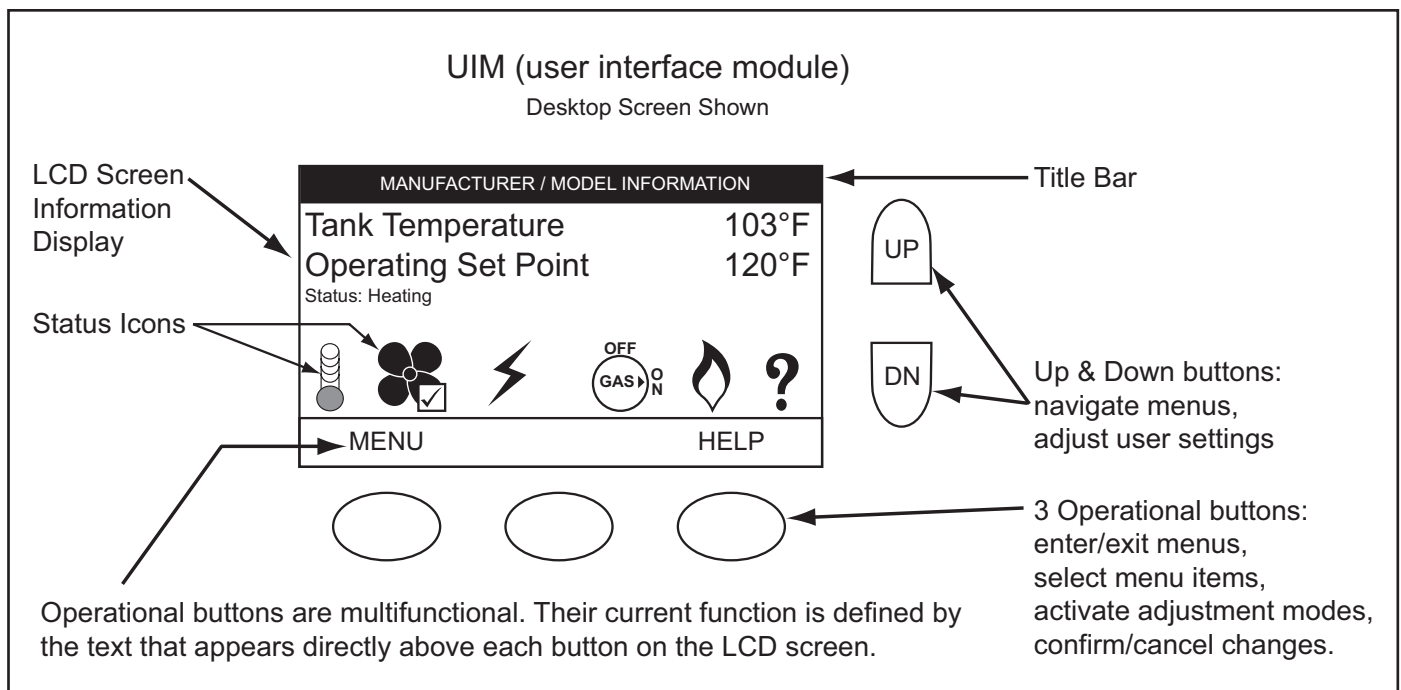 UIM (user interface module)
Desktop Screen Shown
LCD Screen
Information
Display
MANUFACTURER / MODEL INFORMATION
Title Bar
Tank Temperature 103°F
Operating Set Point 120°F
Status: Heating
UP
Status Icons
OFF
GAS
ON
?
DN
Up & Down buttons:
navigate menus,
adjust user settings
MENU HELP
3 Operational buttons:
enter/exit menus,
select menu items,
activate adjustment modes,
confirm/cancel changes.
Operational buttons are multifunctional. Their current function is defined by
the text that appears directly above each button on the LCD screen.